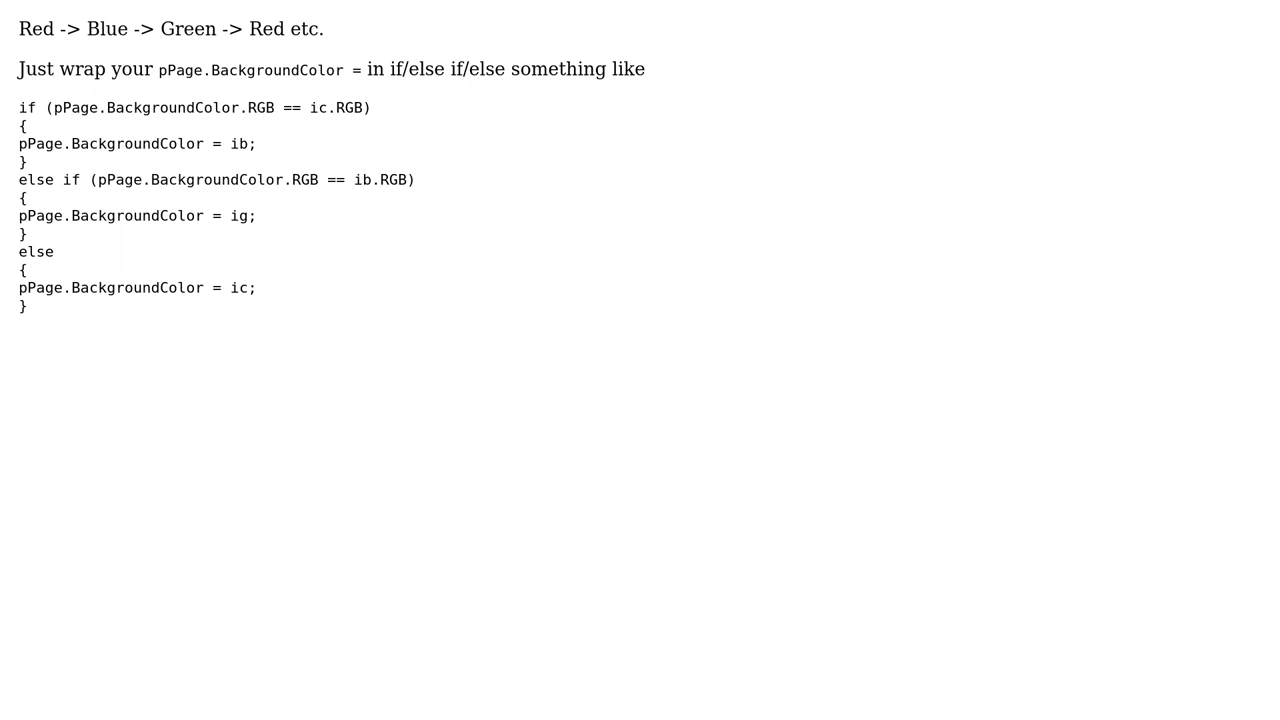 Red -> Blue -> Green -> Red etc.
Just wrap your pPage.BackgroundColor = in if/else if/else something like
if (pPage.BackgroundColor.RGB == ic.RGB)
{
pPage.BackgroundColor = ib;
}
else if (pPage.BackgroundColor.RGB == ib.RGB)
{
pPage.BackgroundColor = ig;
}
else
{
pPage.BackgroundColor = ic;
}